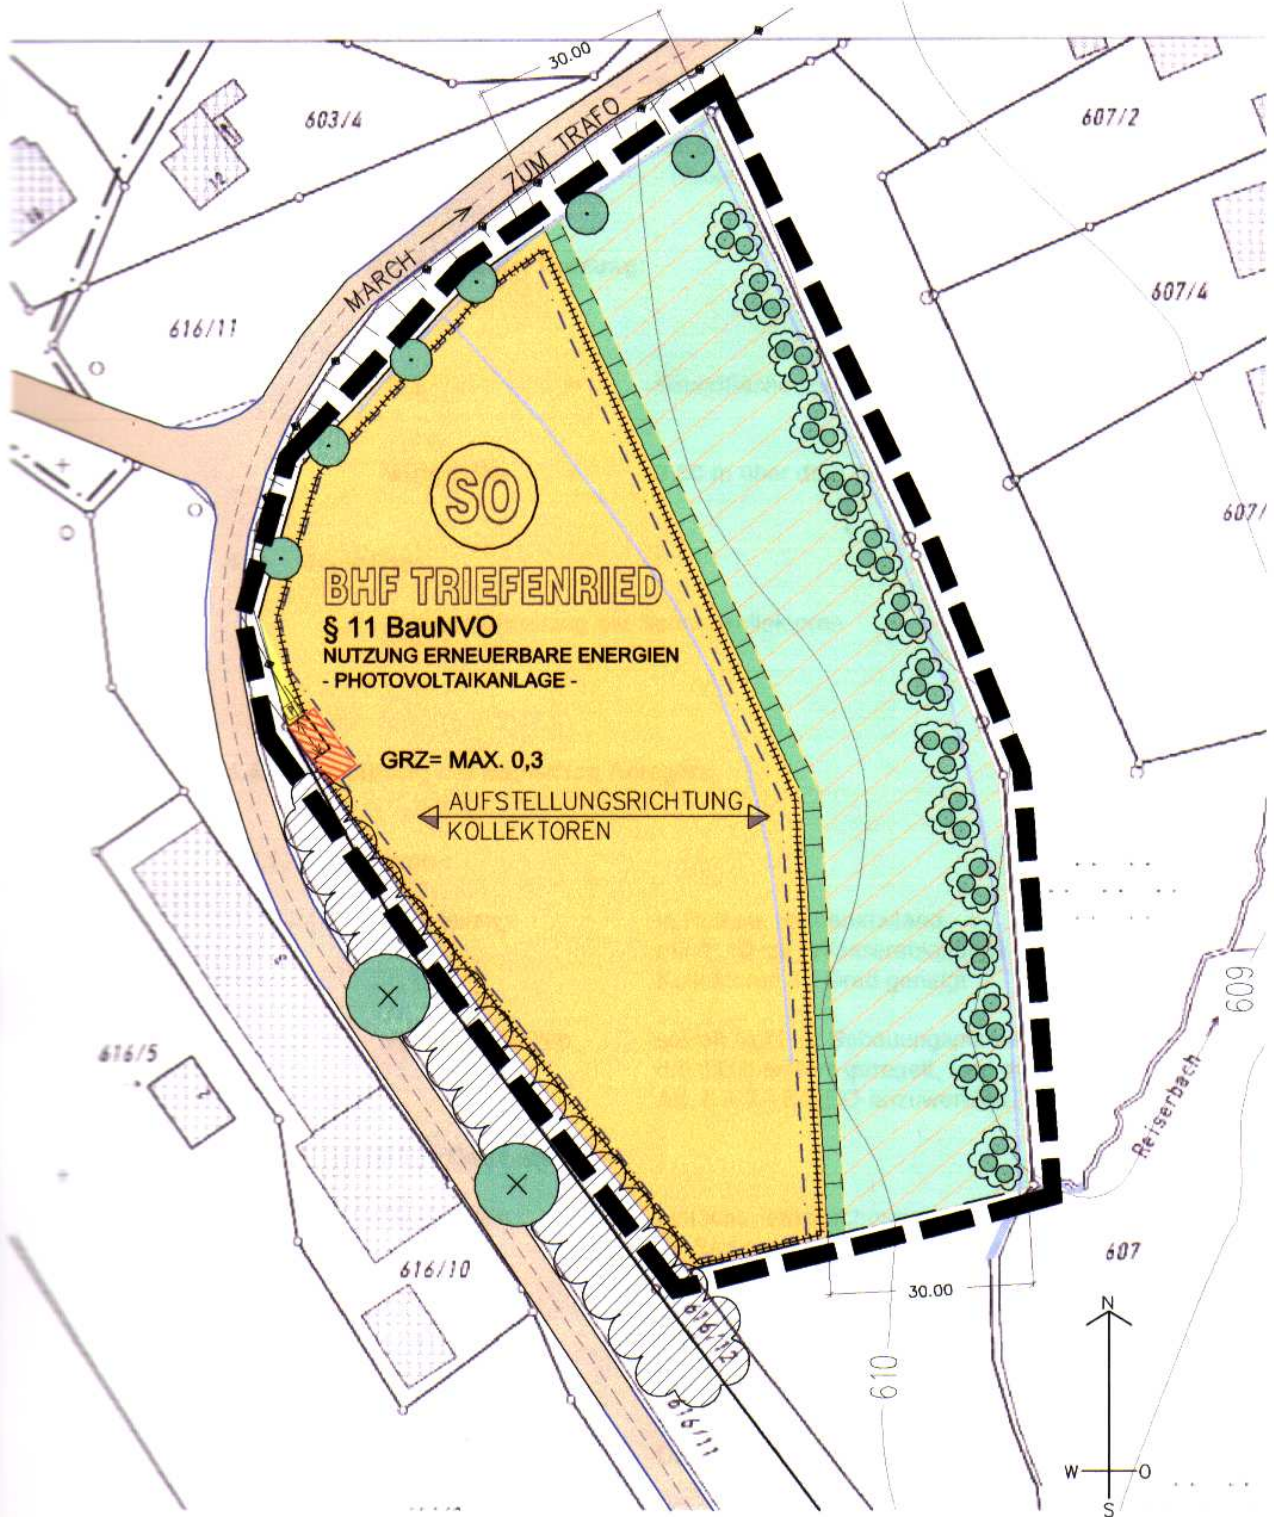 30.00
603/4
607/2
MARCH → ZUM TRAFO
12
607/4
616/11
607/
SO
BHF TRIEFENRIED
§ 11 BauNVO
NUTZUNG ERNEUERBARE ENERGIEN
- PHOTOVOLTAIKANLAGE -
GRZ= MAX. 0,3
AUFSTELLUNGSRICHTUNG
KOLLEKTOREN
609
616/5
2
Reiserbach
607
616/10
30.00
616/12
610
616/11
N
W
O
S